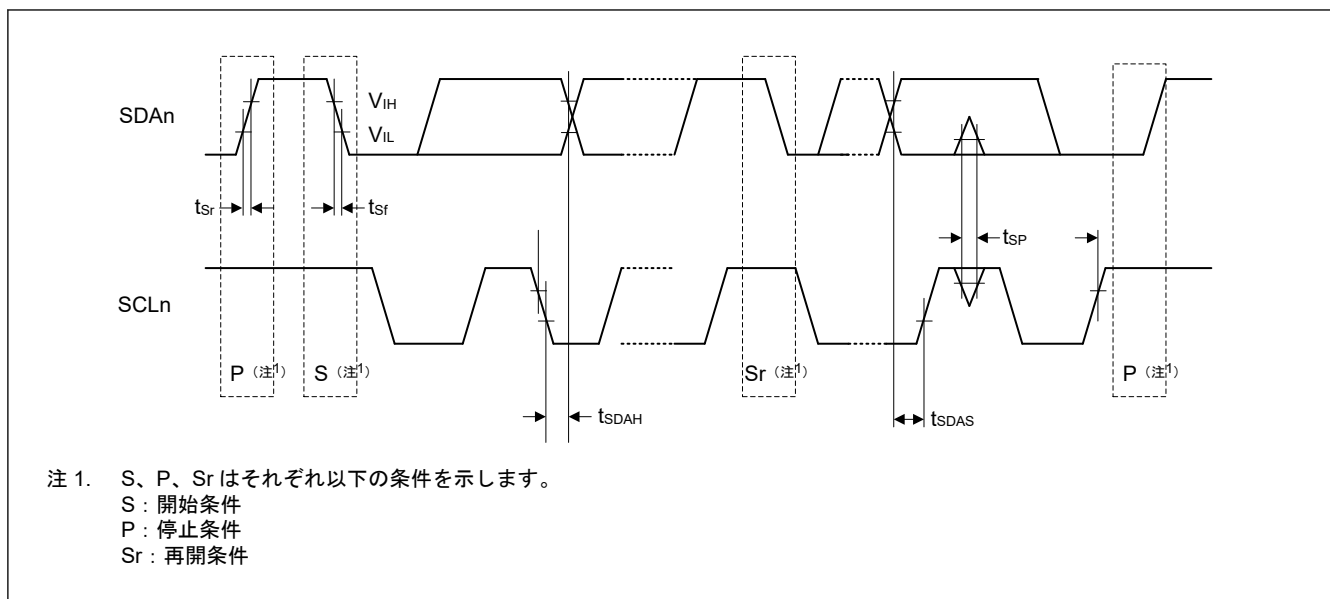 SDAn
VIH
VIL
tSr
tSf
tSP
SCLn
P（注1）
S（注1）
Sr（注1）
P（注1）
tSDAH
tSDAS
注 1. S、P、Sr はそれぞれ以下の条件を示します。
S：開始条件
P：停止条件
Sr：再開条件